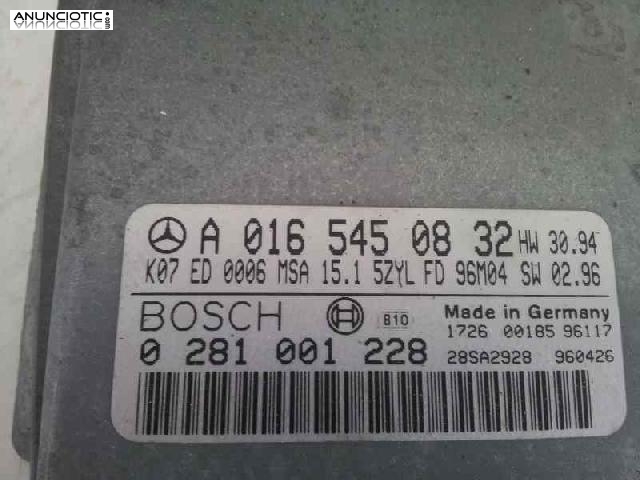 ANUNCIOTIC.es
A 016 545 08 32 HW 30.94
K07 ED 0006 MSA 15.1 5ZYL FD 96M04 SW 02.96
BOSCH B10 Made in Germany
1726 00185 96117
0 281 001 228 28SA2928 960426